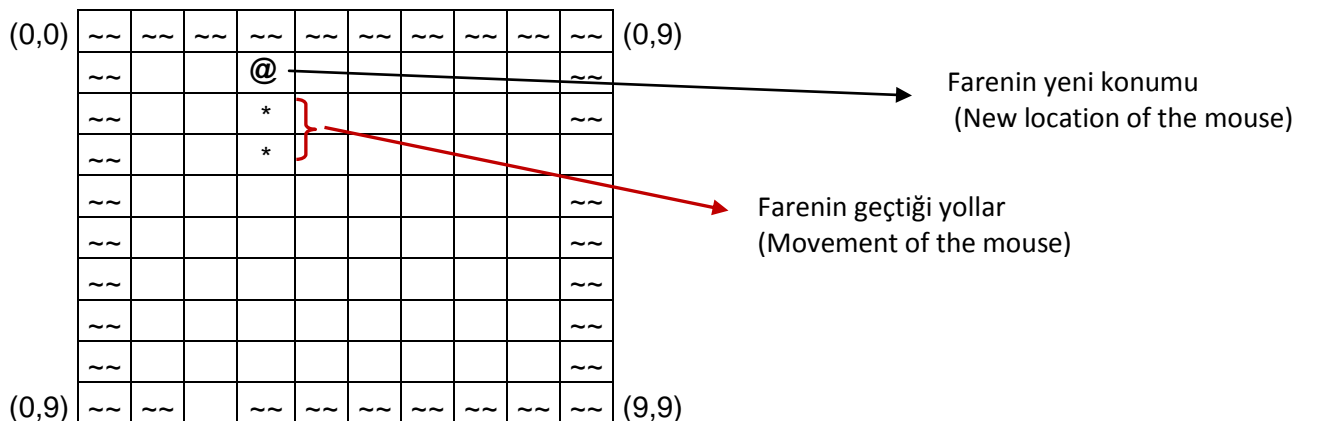 (0,0) ~~ ~~ ~~ ~~ ~~ ~~ ~~ ~~ ~~ ~~ (0,9)
~~ @ ~~
Farenin yeni konumu
(New location of the mouse)
~~ * ~~
~~ *
~~ ~~
Farenin geçtiği yollar
(Movement of the mouse)
~~ ~~
~~ ~~
~~ ~~
~~ ~~
(0,9) ~~ ~~ ~~ ~~ ~~ ~~ ~~ ~~ ~~ (9,9)